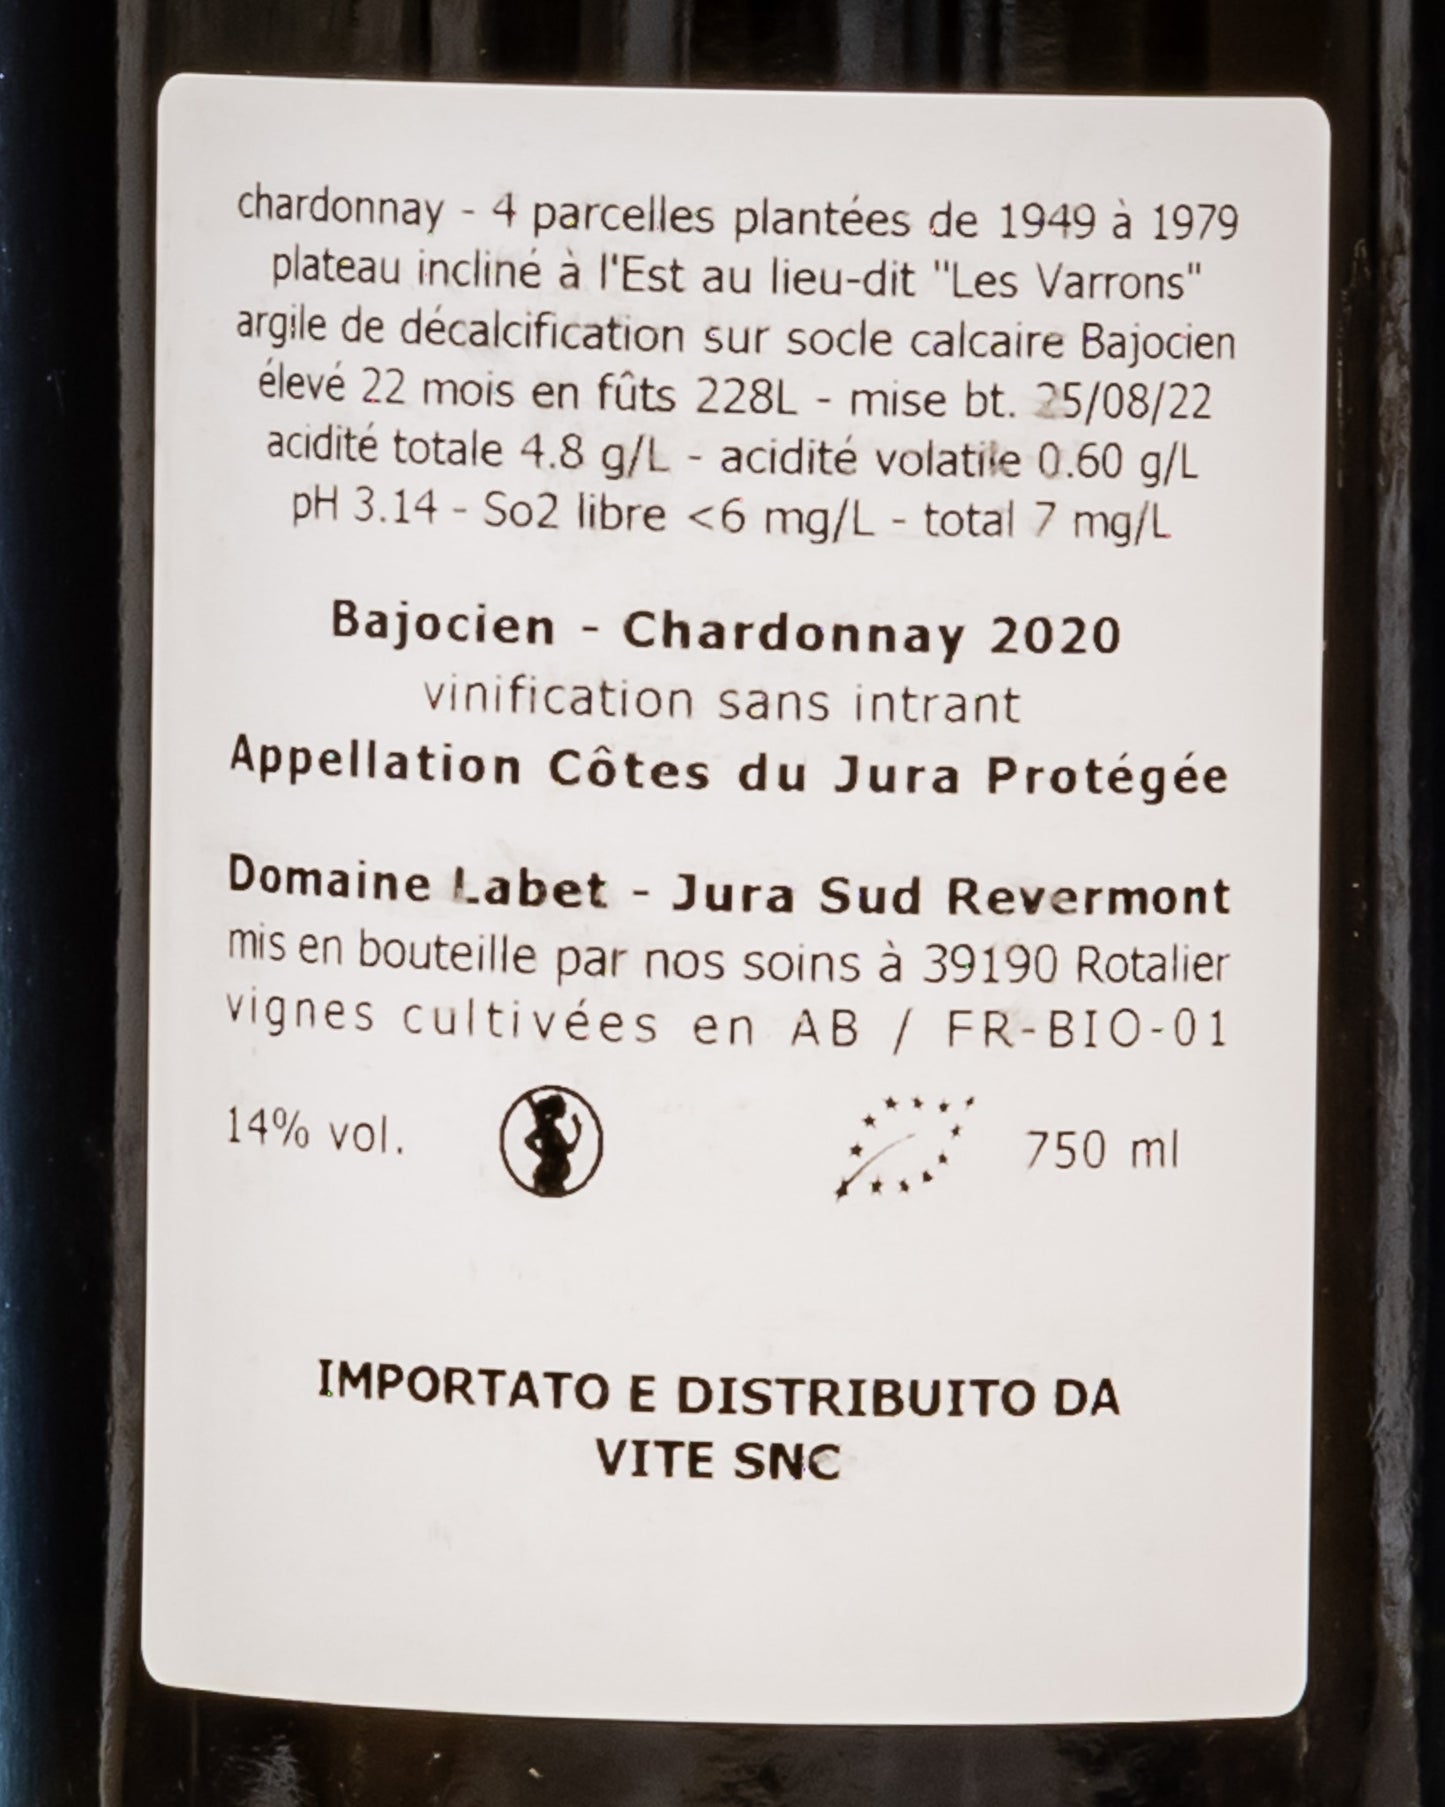 chardonnay - 4 parcelles plantées de 1949 à 1979
plateau incliné à l'Est au lieu-dit "Les Varrons"
argile de décalcification sur socle calcaire Bajocien
élevé 22 mois en fûts 228L - mise bt. 25/08/22
acidité totale 4.8 g/L - acidité volatile 0.60 g/L
pH 3.14 - So2 libre <6 mg/L - total 7 mg/L
Bajocien - Chardonnay 2020
vinification sans intrant
Appellation Côtes du Jura Protégée
Domaine Labet - Jura Sud Revermont
mis en bouteille par nos soins à 39190 Rotalier
vignes cultivées en AB / FR-BIO-01
14% vol. 750 ml
IMPORTATO E DISTRIBUITO DA
VITE SNC